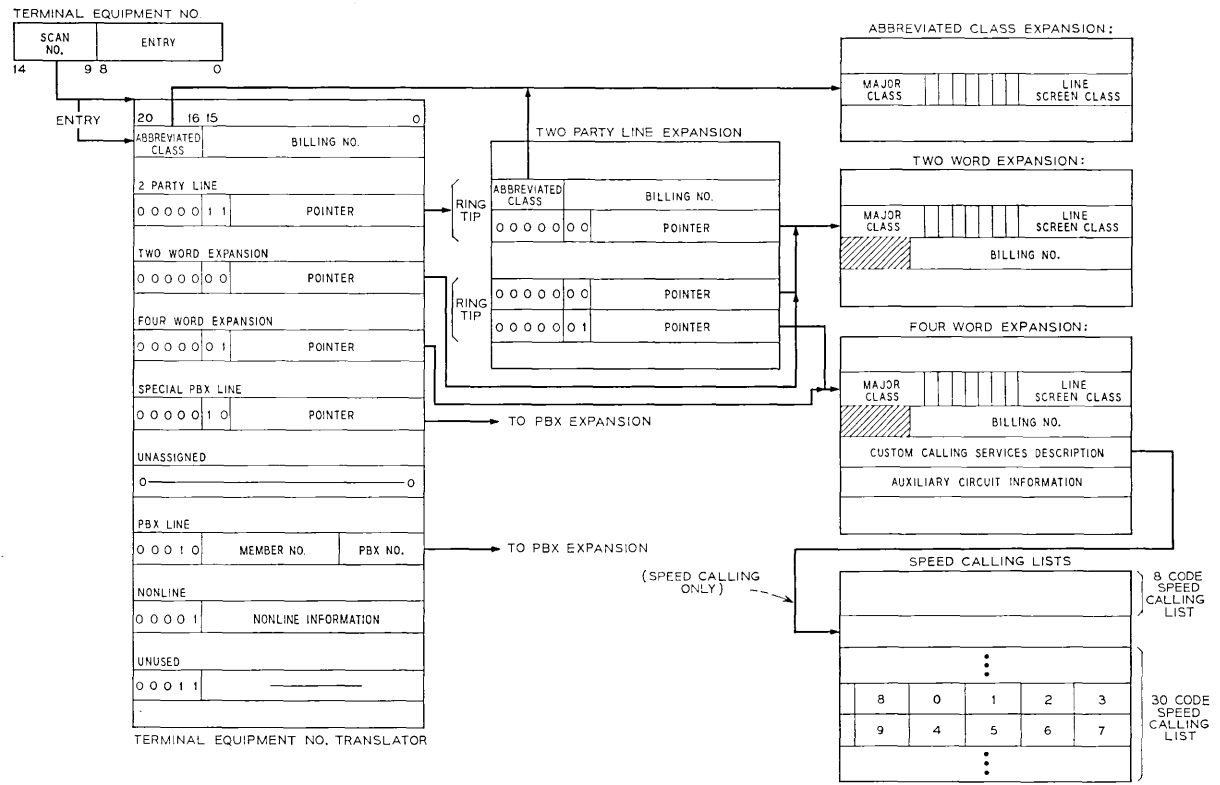 TERMINAL EQUIPMENT NO.
SCAN NO.
ENTRY
14 9 8 0
ENTRY
20 16 15 0
ABBREVIATED CLASS
BILLING NO.
2 PARTY LINE
0 0 0 0 0 1 1 POINTER
TWO WORD EXPANSION
0 0 0 0 0 0 0 POINTER
FOUR WORD EXPANSION
0 0 0 0 0 0 1 POINTER
SPECIAL PBX LINE
0 0 0 0 0 1 0 POINTER
TO PBX EXPANSION
UNASSIGNED
0 0
PBX LINE
0 0 0 1 0 MEMBER NO. PBX NO.
TO PBX EXPANSION
NONLINE
0 0 0 0 1 NONLINE INFORMATION
UNUSED
0 0 0 1 1
TERMINAL EQUIPMENT NO. TRANSLATOR
TWO PARTY LINE EXPANSION
RING
TIP
ABBREVIATED CLASS
BILLING NO.
0 0 0 0 0 0 0 POINTER
RING
TIP
0 0 0 0 0 0 0 POINTER
0 0 0 0 0 0 1 POINTER
ABBREVIATED CLASS EXPANSION:
MAJOR CLASS
LINE SCREEN CLASS
TWO WORD EXPANSION:
MAJOR CLASS
LINE SCREEN CLASS
BILLING NO.
FOUR WORD EXPANSION:
MAJOR CLASS
LINE SCREEN CLASS
BILLING NO.
CUSTOM CALLING SERVICES DESCRIPTION
AUXILIARY CIRCUIT INFORMATION
SPEED CALLING LISTS
(SPEED CALLING
ONLY)
8 CODE
SPEED
CALLING
LIST
8 0 1 2 3
9 4 5 6 7
30 CODE
SPEED
CALLING
LIST